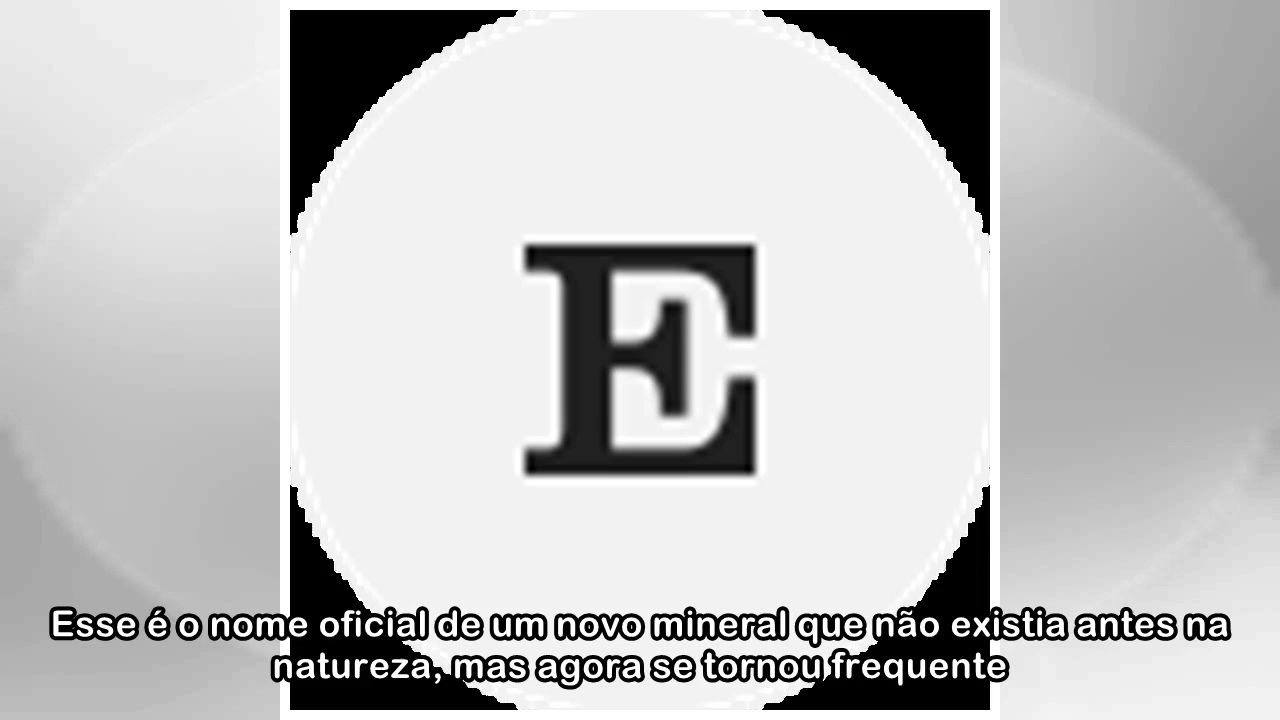 E
Esse é o nome oficial de um novo mineral que não existia antes na
natureza, mas agora se tornou frequente